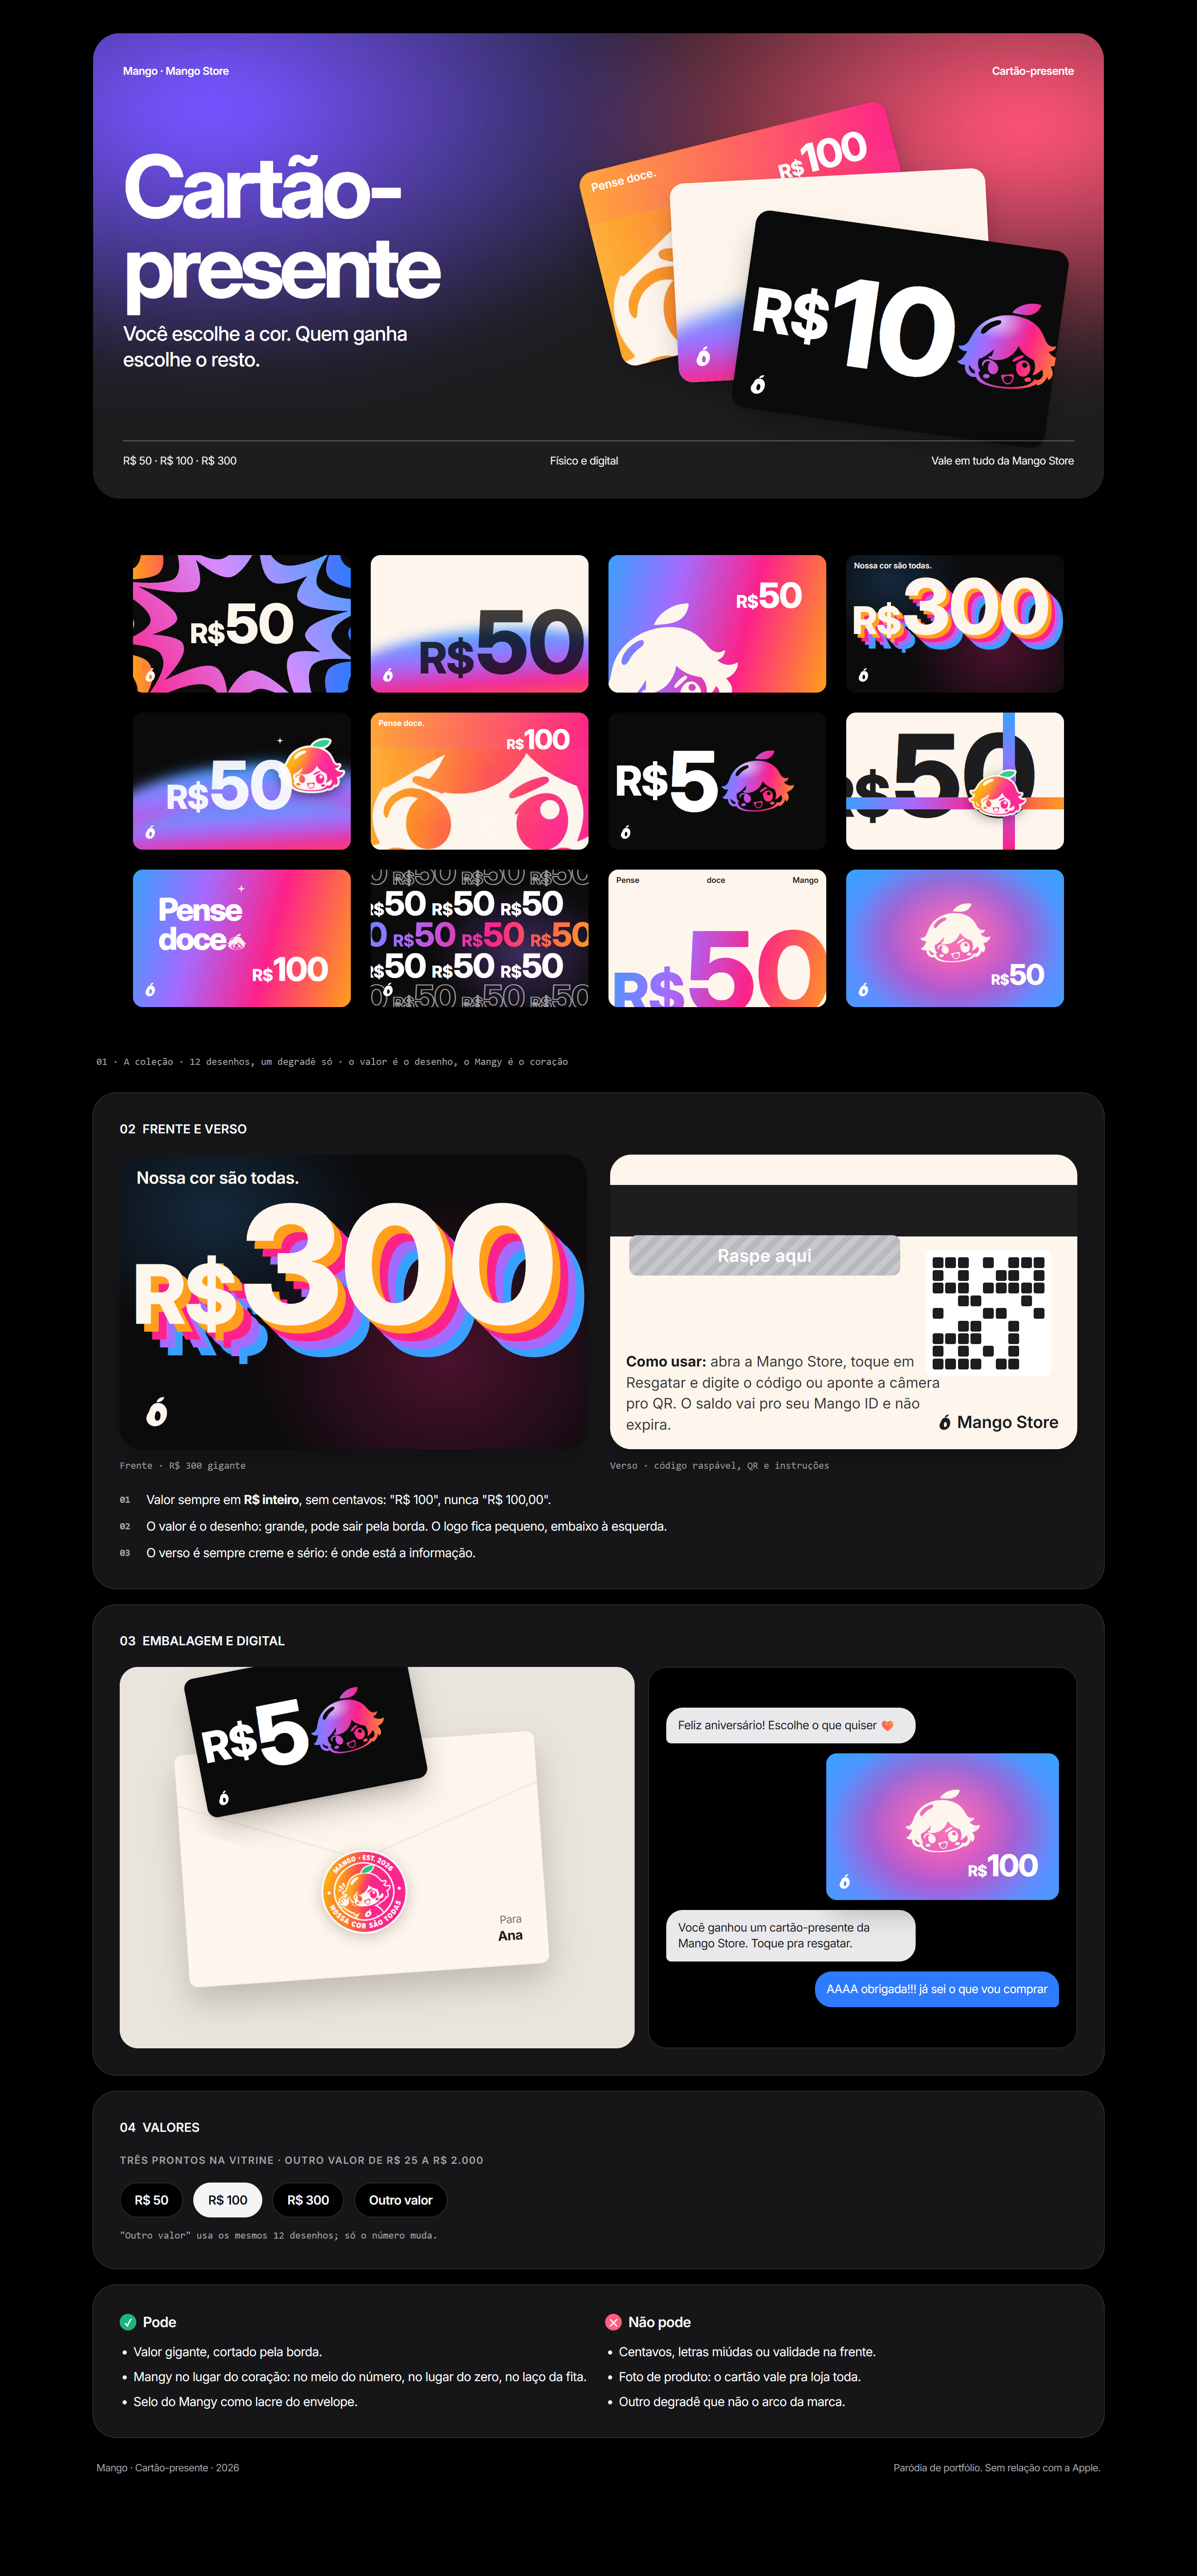 Mango · Mango Store
Cartão-presente
Cartão-
presente
Você escolhe a cor. Quem ganha
escolhe o resto.
Pense doce.
R$100
R$10
R$ 50 · R$ 100 · R$ 300
Físico e digital
Vale em tudo da Mango Store
R$50
R$50
R$50
Nossa cor são todas.
R$300
R$50
Pense doce.
R$100
R$5
R$50
Pense
doce
R$100
R$50 R$50 R$50
R$50 R$50 R$50
0 R$50 R$50 R$50
R$50 R$50 R$50
0 R$50 R$50 R$50
Pense doce Mango
R$50
R$50
01 · A coleção · 12 desenhos, um degradê só · o valor é o desenho, o Mangy é o coração
02 FRENTE E VERSO
Nossa cor são todas.
R$300
Raspe aqui
Como usar: abra a Mango Store, toque em
Resgatar e digite o código ou aponte a câmera
pro QR. O saldo vai pro seu Mango ID e não
expira.
Mango Store
Frente · R$ 300 gigante
Verso · código raspável, QR e instruções
01 Valor sempre em R$ inteiro, sem centavos: "R$ 100", nunca "R$ 100,00".
02 O valor é o desenho: grande, pode sair pela borda. O logo fica pequeno, embaixo à esquerda.
03 O verso é sempre creme e sério: é onde está a informação.
03 EMBALAGEM E DIGITAL
R$5
MANGO · EST. 2026
NOSSA COR SÃO TODAS
Para
Ana
Feliz aniversário! Escolhe o que quiser
R$100
Você ganhou um cartão-presente da
Mango Store. Toque pra resgatar.
AAAA obrigada!!! já sei o que vou comprar
04 VALORES
TRÊS PRONTOS NA VITRINE · OUTRO VALOR DE R$ 25 A R$ 2.000
R$ 50
R$ 100
R$ 300
Outro valor
"Outro valor" usa os mesmos 12 desenhos; só o número muda.
Pode
• Valor gigante, cortado pela borda.
• Mangy no lugar do coração: no meio do número, no lugar do zero, no laço da fita.
• Selo do Mangy como lacre do envelope.
Não pode
• Centavos, letras miúdas ou validade na frente.
• Foto de produto: o cartão vale pra loja toda.
• Outro degradê que não o arco da marca.
Mango · Cartão-presente · 2026
Paródia de portfólio. Sem relação com a Apple.